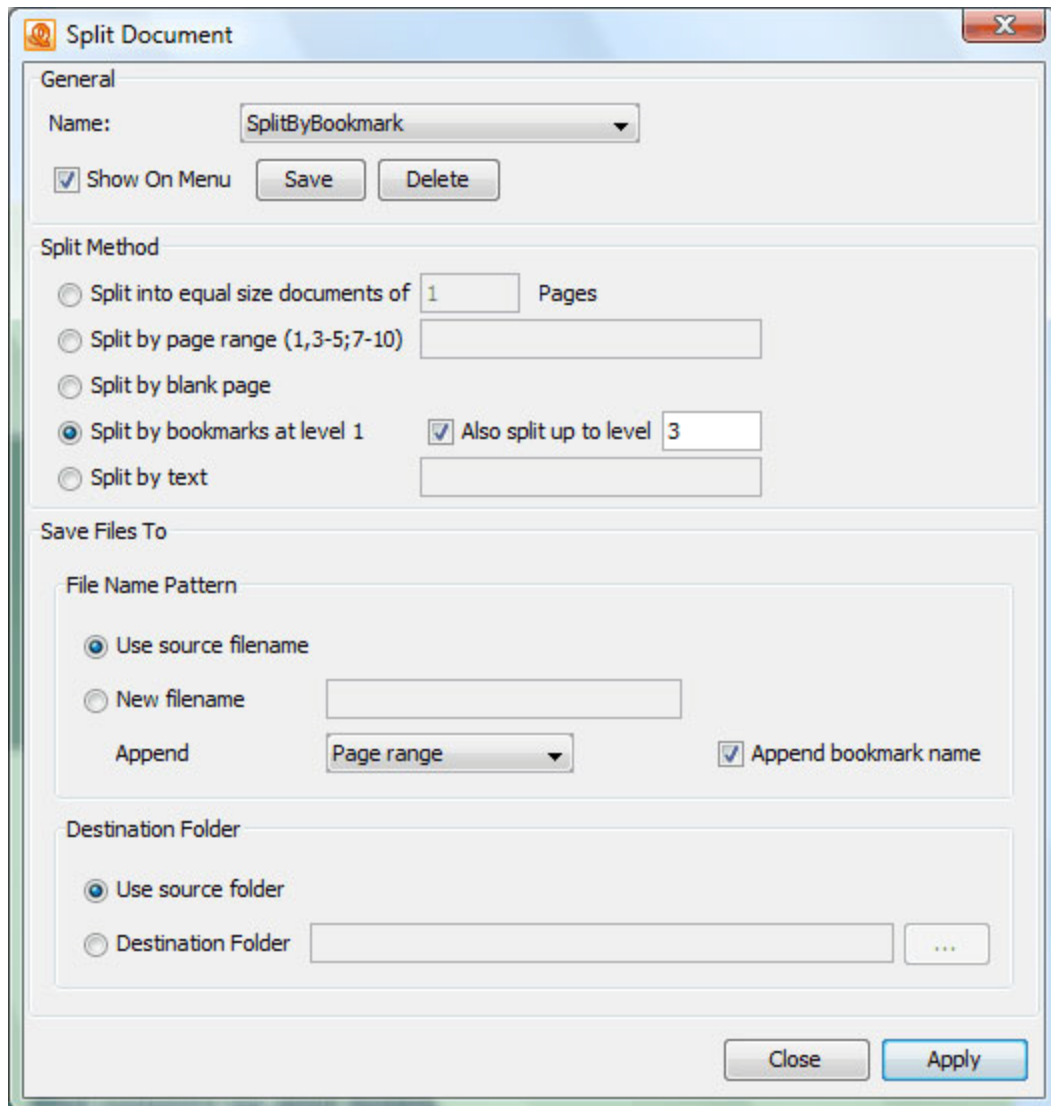 Split Document
General
Name: SplitByBookmark
Show On Menu Save Delete
Split Method
Split into equal size documents of 1 Pages
Split by page range (1,3-5;7-10)
Split by blank page
Split by bookmarks at level 1 Also split up to level 3
Split by text
Save Files To
File Name Pattern
Use source filename
New filename
Append Page range Append bookmark name
Destination Folder
Use source folder
Destination Folder ...
Close Apply